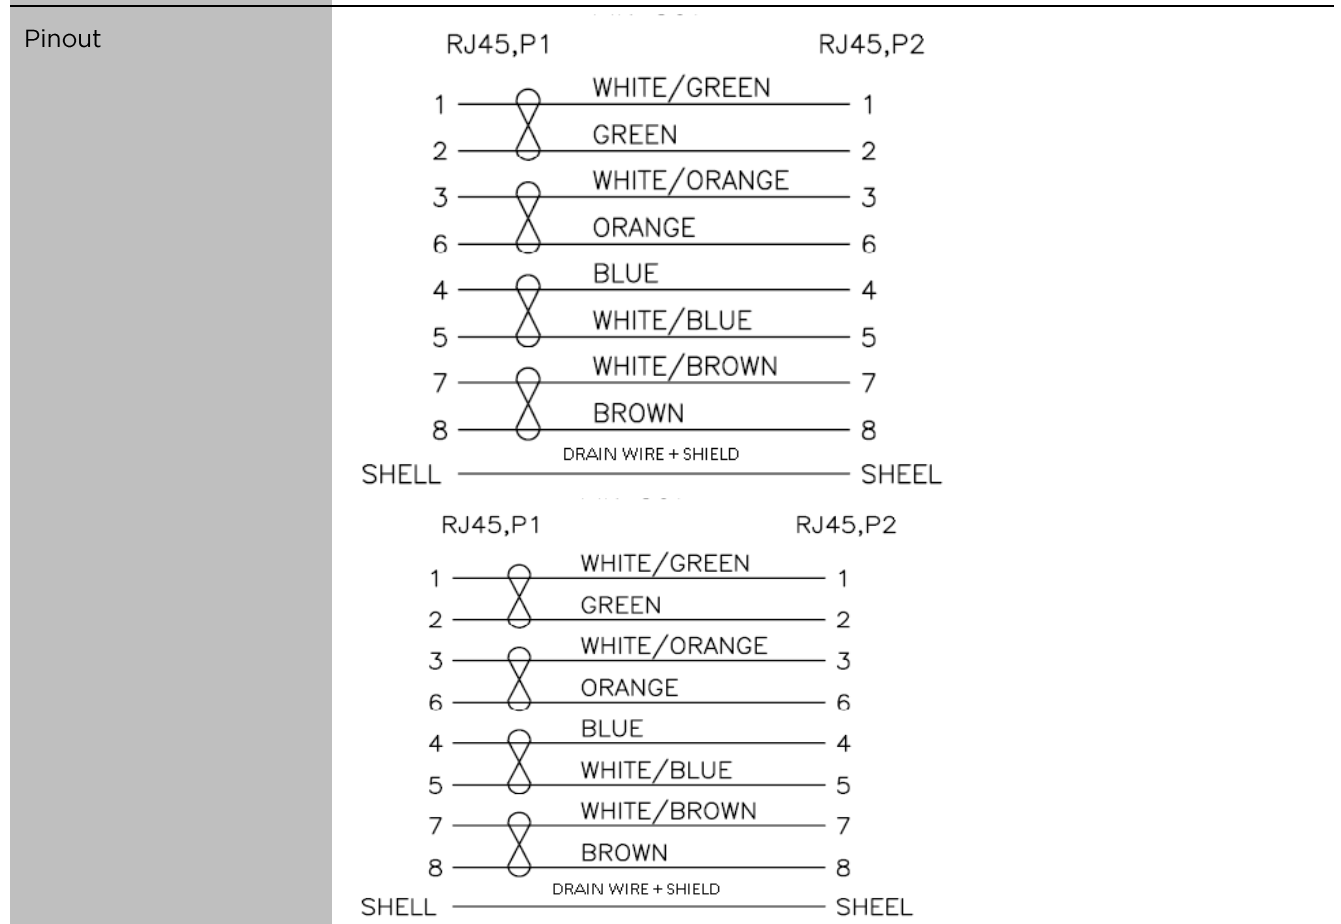 Pinout
RJ45,P1 RJ45,P2
WHITE/GREEN
1 1
GREEN
2 2
WHITE/ORANGE
3 3
ORANGE
6 6
BLUE
4 4
WHITE/BLUE
5 5
WHITE/BROWN
7 7
BROWN
8 8
DRAIN WIRE + SHIELD
SHELL SHEEL
RJ45,P1 RJ45,P2
WHITE/GREEN
1 1
GREEN
2 2
WHITE/ORANGE
3 3
ORANGE
6 6
BLUE
4 4
WHITE/BLUE
5 5
WHITE/BROWN
7 7
BROWN
8 8
DRAIN WIRE + SHIELD
SHELL SHEEL